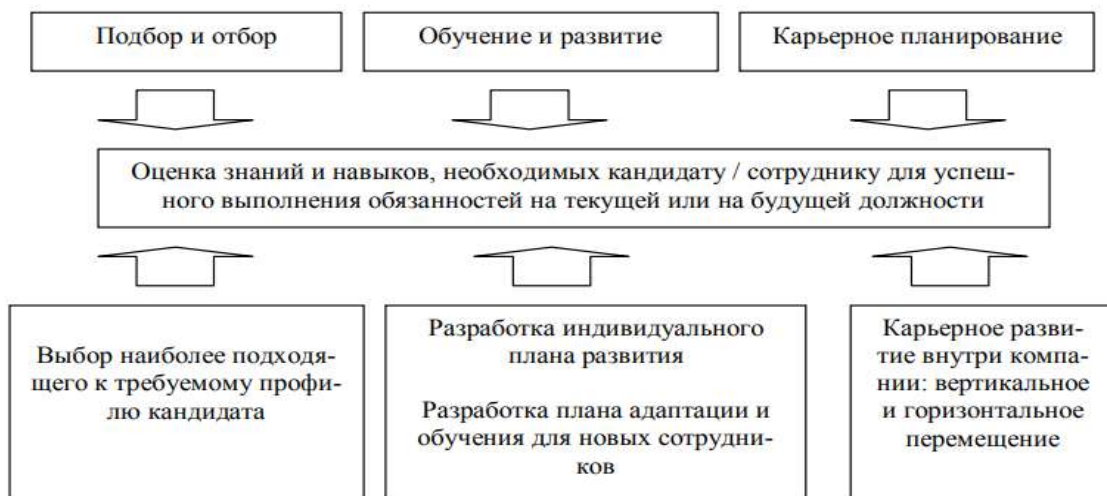 Подбор и отбор
Обучение и развитие
Карьерное планирование
Оценка знаний и навыков, необходимых кандидату / сотруднику для успеш-
ного выполнения обязанностей на текущей или на будущей должности
Выбор наиболее подходя-
щего к требуемому профи-
лю кандидата
Разработка индивидуального
плана развития
Разработка плана адаптации и
обучения для новых сотрудни-
ков
Карьерное разви-
тие внутри компа-
нии: вертикальное
и горизонтальное
перемещение